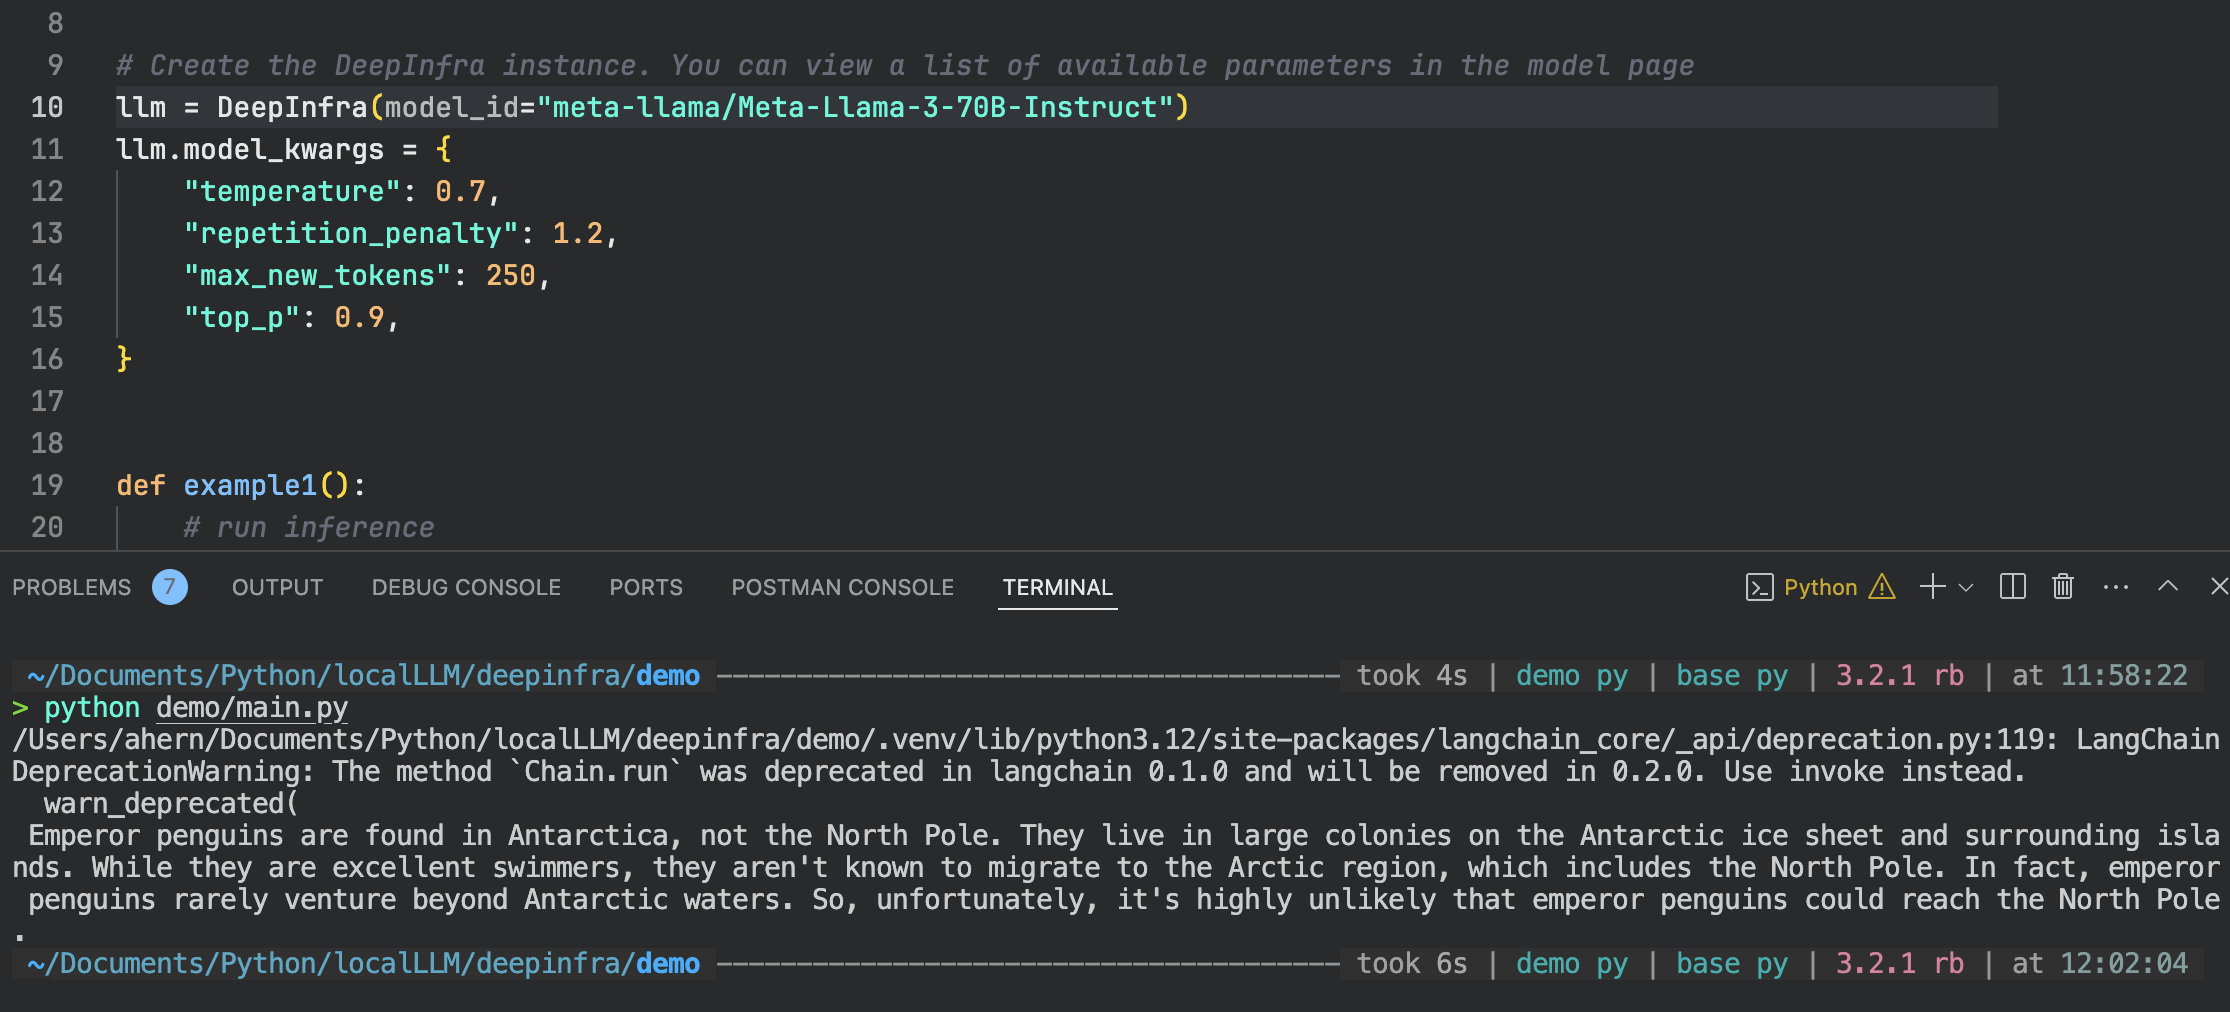 8
9 # Create the DeepInfra instance. You can view a list of available parameters in the model page
10 llm = DeepInfra(model_id="meta-llama/Meta-Llama-3-70B-Instruct")
11 llm.model_kwargs = {
12     "temperature": 0.7,
13     "repetition_penalty": 1.2,
14     "max_new_tokens": 250,
15     "top_p": 0.9,
16 }
17
18
19 def example1():
20     # run inference
PROBLEMS 7 OUTPUT DEBUG CONSOLE PORTS POSTMAN CONSOLE TERMINAL Python
~/Documents/Python/localLLM/deepinfra/demo took 4s | demo py | base py | 3.2.1 rb | at 11:58:22
> python demo/main.py
/Users/ahern/Documents/Python/localLLM/deepinfra/demo/.venv/lib/python3.12/site-packages/langchain_core/_api/deprecation.py:119: LangChain
DeprecationWarning: The method `Chain.run` was deprecated in langchain 0.1.0 and will be removed in 0.2.0. Use invoke instead.
  warn_deprecated(
 Emperor penguins are found in Antarctica, not the North Pole. They live in large colonies on the Antarctic ice sheet and surrounding isla
nds. While they are excellent swimmers, they aren't known to migrate to the Arctic region, which includes the North Pole. In fact, emperor
 penguins rarely venture beyond Antarctic waters. So, unfortunately, it's highly unlikely that emperor penguins could reach the North Pole
.
~/Documents/Python/localLLM/deepinfra/demo took 6s | demo py | base py | 3.2.1 rb | at 12:02:04